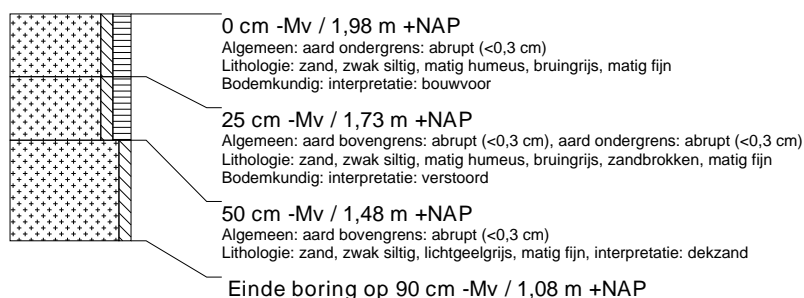 0 cm -Mv / 1,98 m +NAP
Algemeen: aard ondergrens: abrupt (<0,3 cm)
Lithologie: zand, zwak siltig, matig humeus, bruingrijs, matig fijn
Bodemkundig: interpretatie: bouwvoor
25 cm -Mv / 1,73 m +NAP
Algemeen: aard bovengrens: abrupt (<0,3 cm), aard ondergrens: abrupt (<0,3 cm)
Lithologie: zand, zwak siltig, matig humeus, bruingrijs, zandbrokken, matig fijn
Bodemkundig: interpretatie: verstoord
50 cm -Mv / 1,48 m +NAP
Algemeen: aard bovengrens: abrupt (<0,3 cm)
Lithologie: zand, zwak siltig, lichtgeelgrijs, matig fijn, interpretatie: dekzand
Einde boring op 90 cm -Mv / 1,08 m +NAP